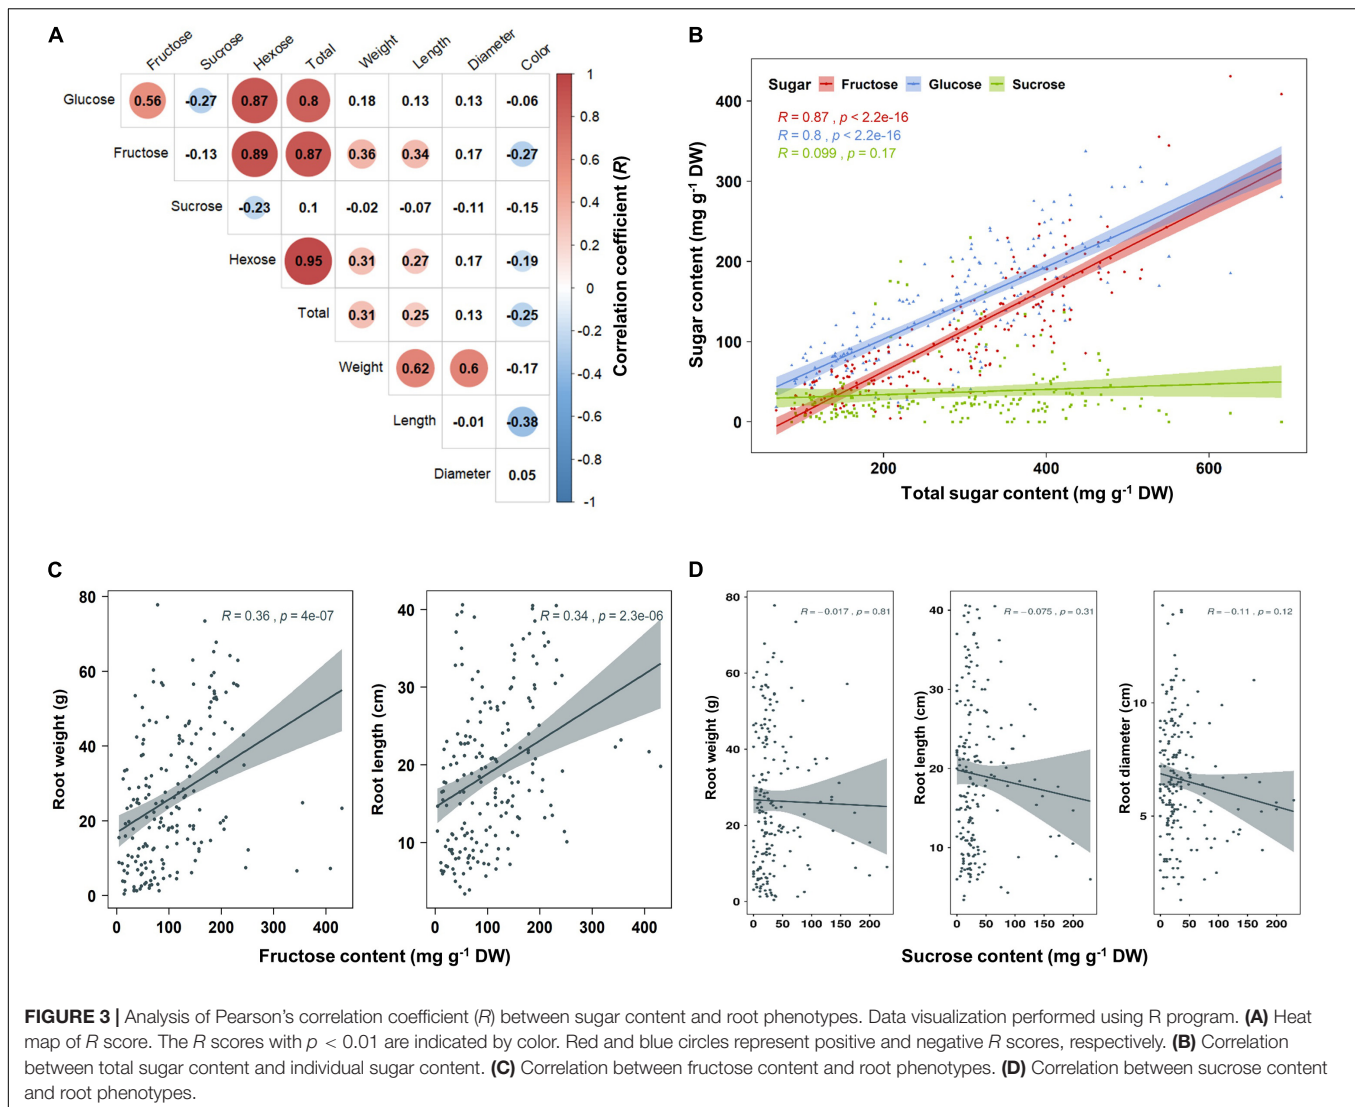 A
Fructose Sucrose Hexose Total Weight Length Diameter Color
Glucose 0.56 -0.27 0.87 0.8 0.18 0.13 0.13 -0.06
Fructose -0.13 0.89 0.87 0.36 0.34 0.17 -0.27
Sucrose -0.23 0.1 -0.02 -0.07 -0.11 -0.15
Hexose 0.95 0.31 0.27 0.17 -0.19
Total 0.31 0.25 0.13 -0.25
Weight 0.62 0.6 -0.17
Length -0.01 -0.38
Diameter 0.05
1
0.8
0.6
0.4
0.2
0
-0.2
-0.4
-0.6
-0.8
-1
Correlation coefficient (R)
B
Sugar Fructose Glucose Sucrose
R = 0.87 , p < 2.2e-16
R = 0.8 , p < 2.2e-16
R = 0.099 , p = 0.17
Sugar content (mg g-1 DW)
400
300
200
100
0
200 400 600
Total sugar content (mg g-1 DW)
C
Root weight (g)
80
60
40
20
0
R = 0.36 , p = 4e-07
0 100 200 300 400
Root length (cm)
40
30
20
10
R = 0.34 , p = 2.3e-06
0 100 200 300 400
Fructose content (mg g-1 DW)
D
Root weight (g)
80
60
40
20
0
R = −0.017 , p = 0.81
0 50 100 150 200
Root length (cm)
40
30
20
10
R = −0.075 , p = 0.31
0 50 100 150 200
Root diameter (cm)
10
5
R = −0.11 , p = 0.12
0 50 100 150 200
Sucrose content (mg g-1 DW)
FIGURE 3 | Analysis of Pearson's correlation coefficient (R) between sugar content and root phenotypes. Data visualization performed using R program. (A) Heat
map of R score. The R scores with p < 0.01 are indicated by color. Red and blue circles represent positive and negative R scores, respectively. (B) Correlation
between total sugar content and individual sugar content. (C) Correlation between fructose content and root phenotypes. (D) Correlation between sucrose content
and root phenotypes.